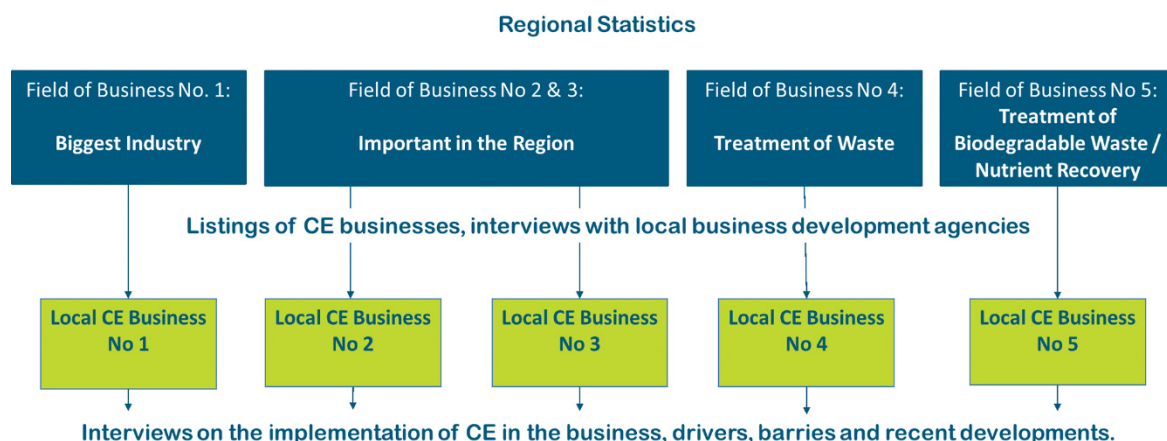 Regional Statistics
Field of Business No. 1:
Biggest Industry
Field of Business No 2 & 3:
Important in the Region
Field of Business No 4:
Treatment of Waste
Field of Business No 5:
Treatment of
Biodegradable Waste /
Nutrient Recovery
Listings of CE businesses, interviews with local business development agencies
Local CE Business
No 1
Local CE Business
No 2
Local CE Business
No 3
Local CE Business
No 4
Local CE Business
No 5
Interviews on the implementation of CE in the business, drivers, barries and recent developments.